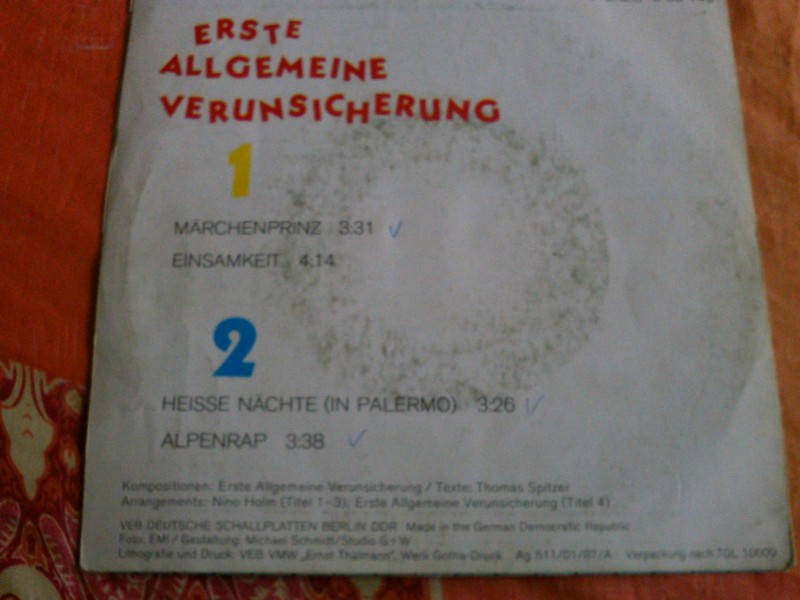 ERSTE
ALLGEMEINE
VERUNSICHERUNG
1
MÄRCHENPRINZ 3:31
EINSAMKEIT 4:14
2
HEISSE NÄCHTE (IN PALERMO) 3:26
ALPENRAP 3:38
Kompositionen: Erste Allgemeine Verunsicherung / Texte: Thomas Spitzer
Arrangements: Nino Holm (Titel 1-3); Erste Allgemeine Verunsicherung (Titel 4)
VEB DEUTSCHE SCHALLPLATTEN BERLIN DDR Made in the German Democratic Republic
Foto: EMI / Gestaltung: Michael Schmidt/Studio G + W
Lithografie und Druck: VEB VMW „Ernst Thälmann", Werk Gotha-Druck Ag 511/01/87/A Verpackung nach TGL 10609